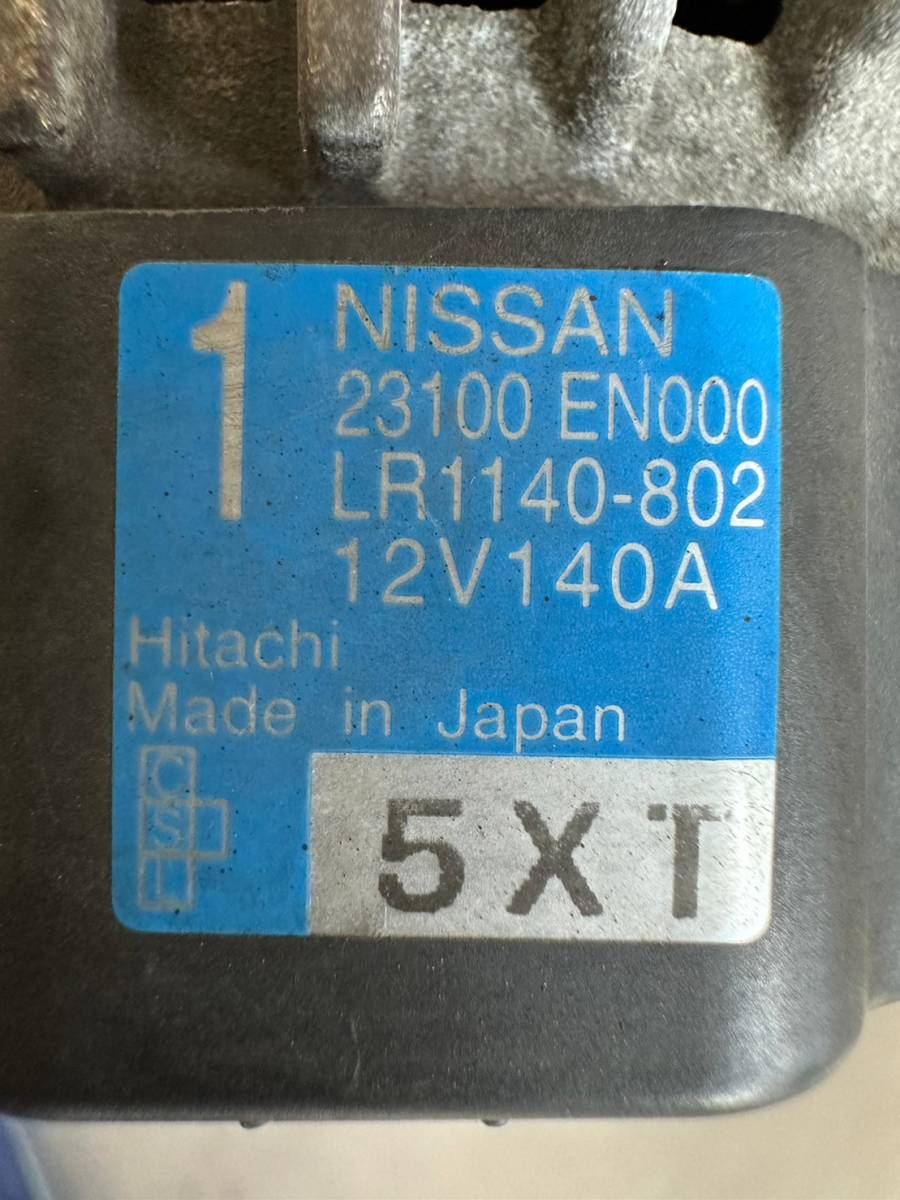 1
NISSAN
23100 EN000
LR1140-802
12V140A
Hitachi
Made in Japan
C
S
L
5XT